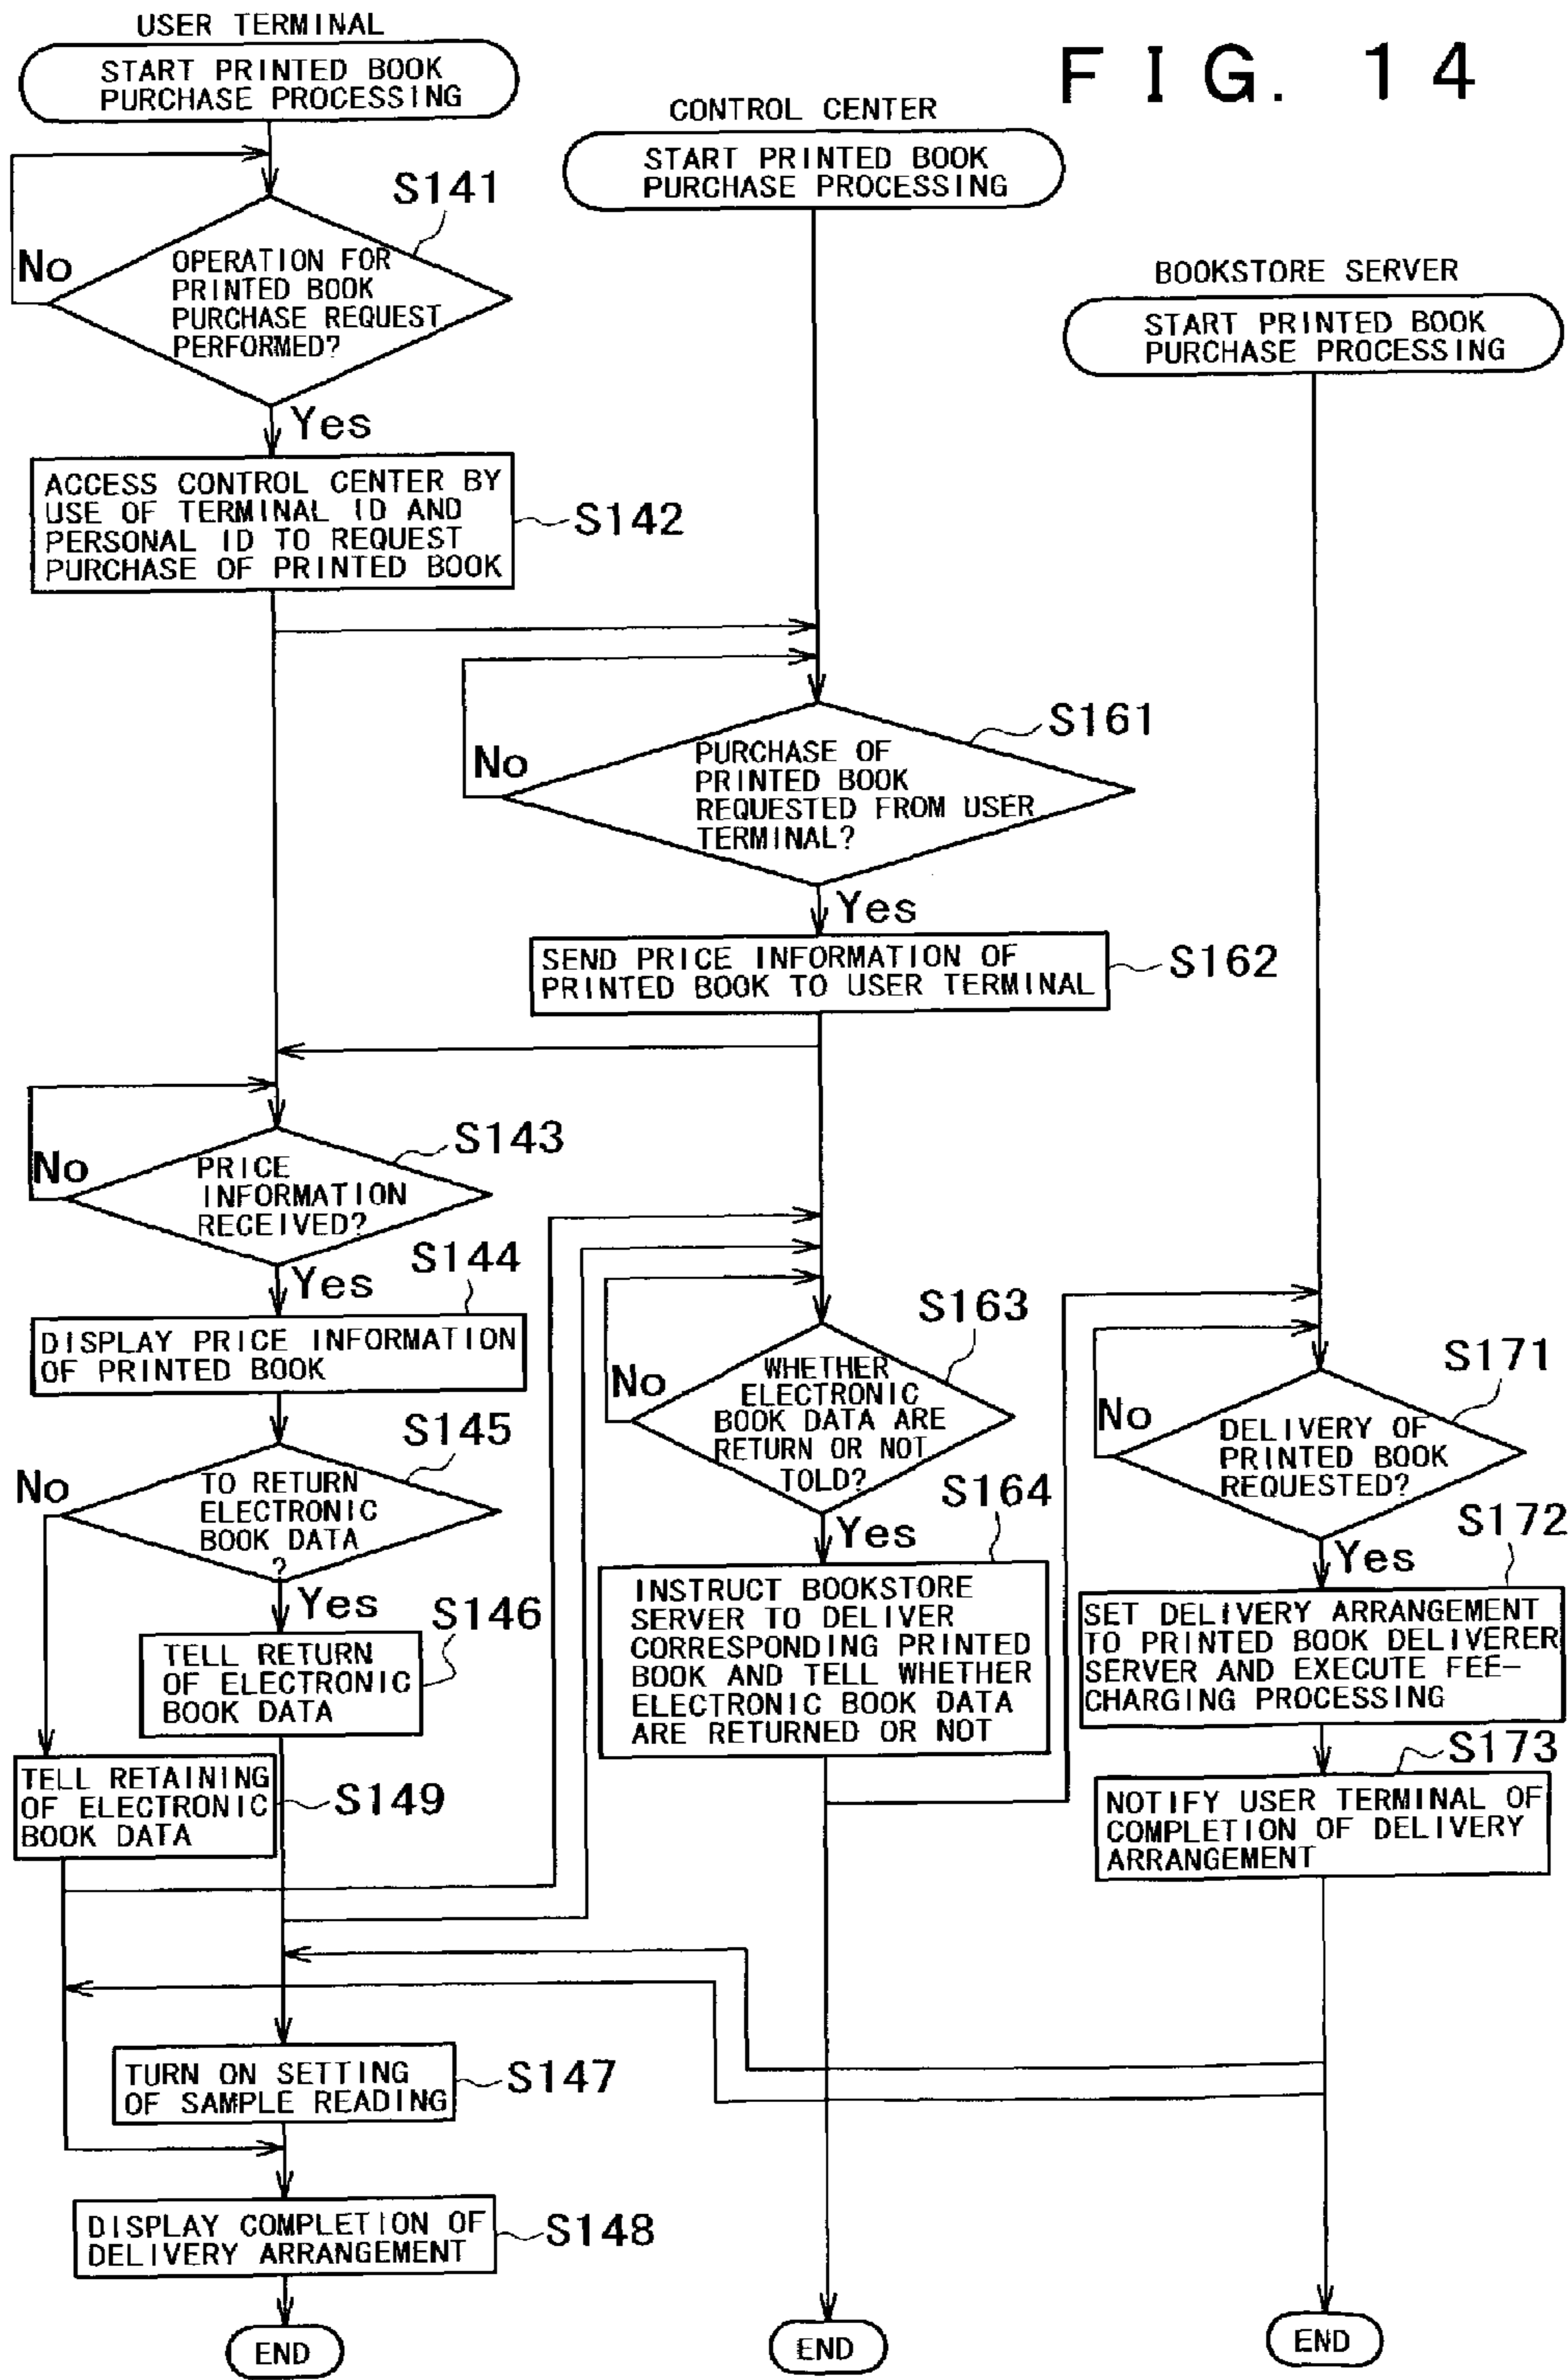 FIG. 14
USER TERMINAL
START PRINTED BOOK
PURCHASE PROCESSING
S141
OPERATION FOR
PRINTED BOOK
PURCHASE REQUEST
PERFORMED?
No
Yes
ACCESS CONTROL CENTER BY
USE OF TERMINAL ID AND
PERSONAL ID TO REQUEST
PURCHASE OF PRINTED BOOK
S142
S143
PRICE
INFORMATION
RECEIVED?
No
Yes
S144
DISPLAY PRICE INFORMATION
OF PRINTED BOOK
S145
TO RETURN
ELECTRONIC
BOOK DATA
?
No
Yes
S146
TELL RETURN
OF ELECTRONIC
BOOK DATA
TELL RETAINING
OF ELECTRONIC
BOOK DATA
S149
TURN ON SETTING
OF SAMPLE READING
S147
DISPLAY COMPLETION OF
DELIVERY ARRANGEMENT
S148
END
CONTROL CENTER
START PRINTED BOOK
PURCHASE PROCESSING
S161
PURCHASE OF
PRINTED BOOK
REQUESTED FROM USER
TERMINAL?
No
Yes
SEND PRICE INFORMATION OF
PRINTED BOOK TO USER TERMINAL
S162
S163
WHETHER
ELECTRONIC
BOOK DATA ARE
RETURN OR NOT
TOLD?
No
Yes
S164
INSTRUCT BOOKSTORE
SERVER TO DELIVER
CORRESPONDING PRINTED
BOOK AND TELL WHETHER
ELECTRONIC BOOK DATA
ARE RETURNED OR NOT
END
BOOKSTORE SERVER
START PRINTED BOOK
PURCHASE PROCESSING
S171
DELIVERY OF
PRINTED BOOK
REQUESTED?
No
Yes
S172
SET DELIVERY ARRANGEMENT
TO PRINTED BOOK DELIVERER
SERVER AND EXECUTE FEE-
CHARGING PROCESSING
S173
NOTIFY USER TERMINAL OF
COMPLETION OF DELIVERY
ARRANGEMENT
END